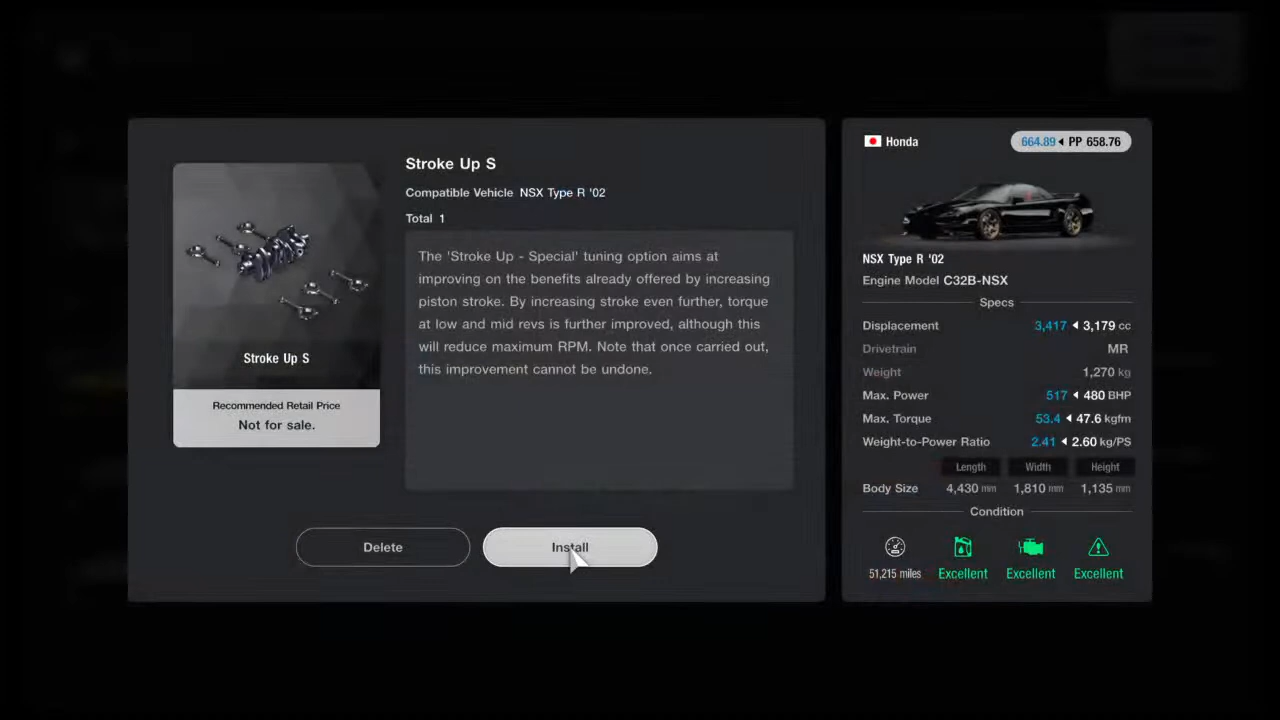 Stroke Up S
Compatible Vehicle NSX Type R '02
Total 1
The 'Stroke Up - Special' tuning option aims at
improving on the benefits already offered by increasing
piston stroke. By increasing stroke even further, torque
at low and mid revs is further improved, although this
will reduce maximum RPM. Note that once carried out,
this improvement cannot be undone.
Stroke Up S
Recommended Retail Price
Not for sale.
Delete
Install
Honda
664.89 PP 658.76
NSX Type R '02
Engine Model C32B-NSX
Specs
Displacement 3,417 3,179 cc
Drivetrain MR
Weight 1,270 kg
Max. Power 517 480 BHP
Max. Torque 53.4 47.6 kgfm
Weight-to-Power Ratio 2.41 2.60 kg/PS
Length Width Height
Body Size 4,430 mm 1,810 mm 1,135 mm
Condition
51,215 miles Excellent Excellent Excellent